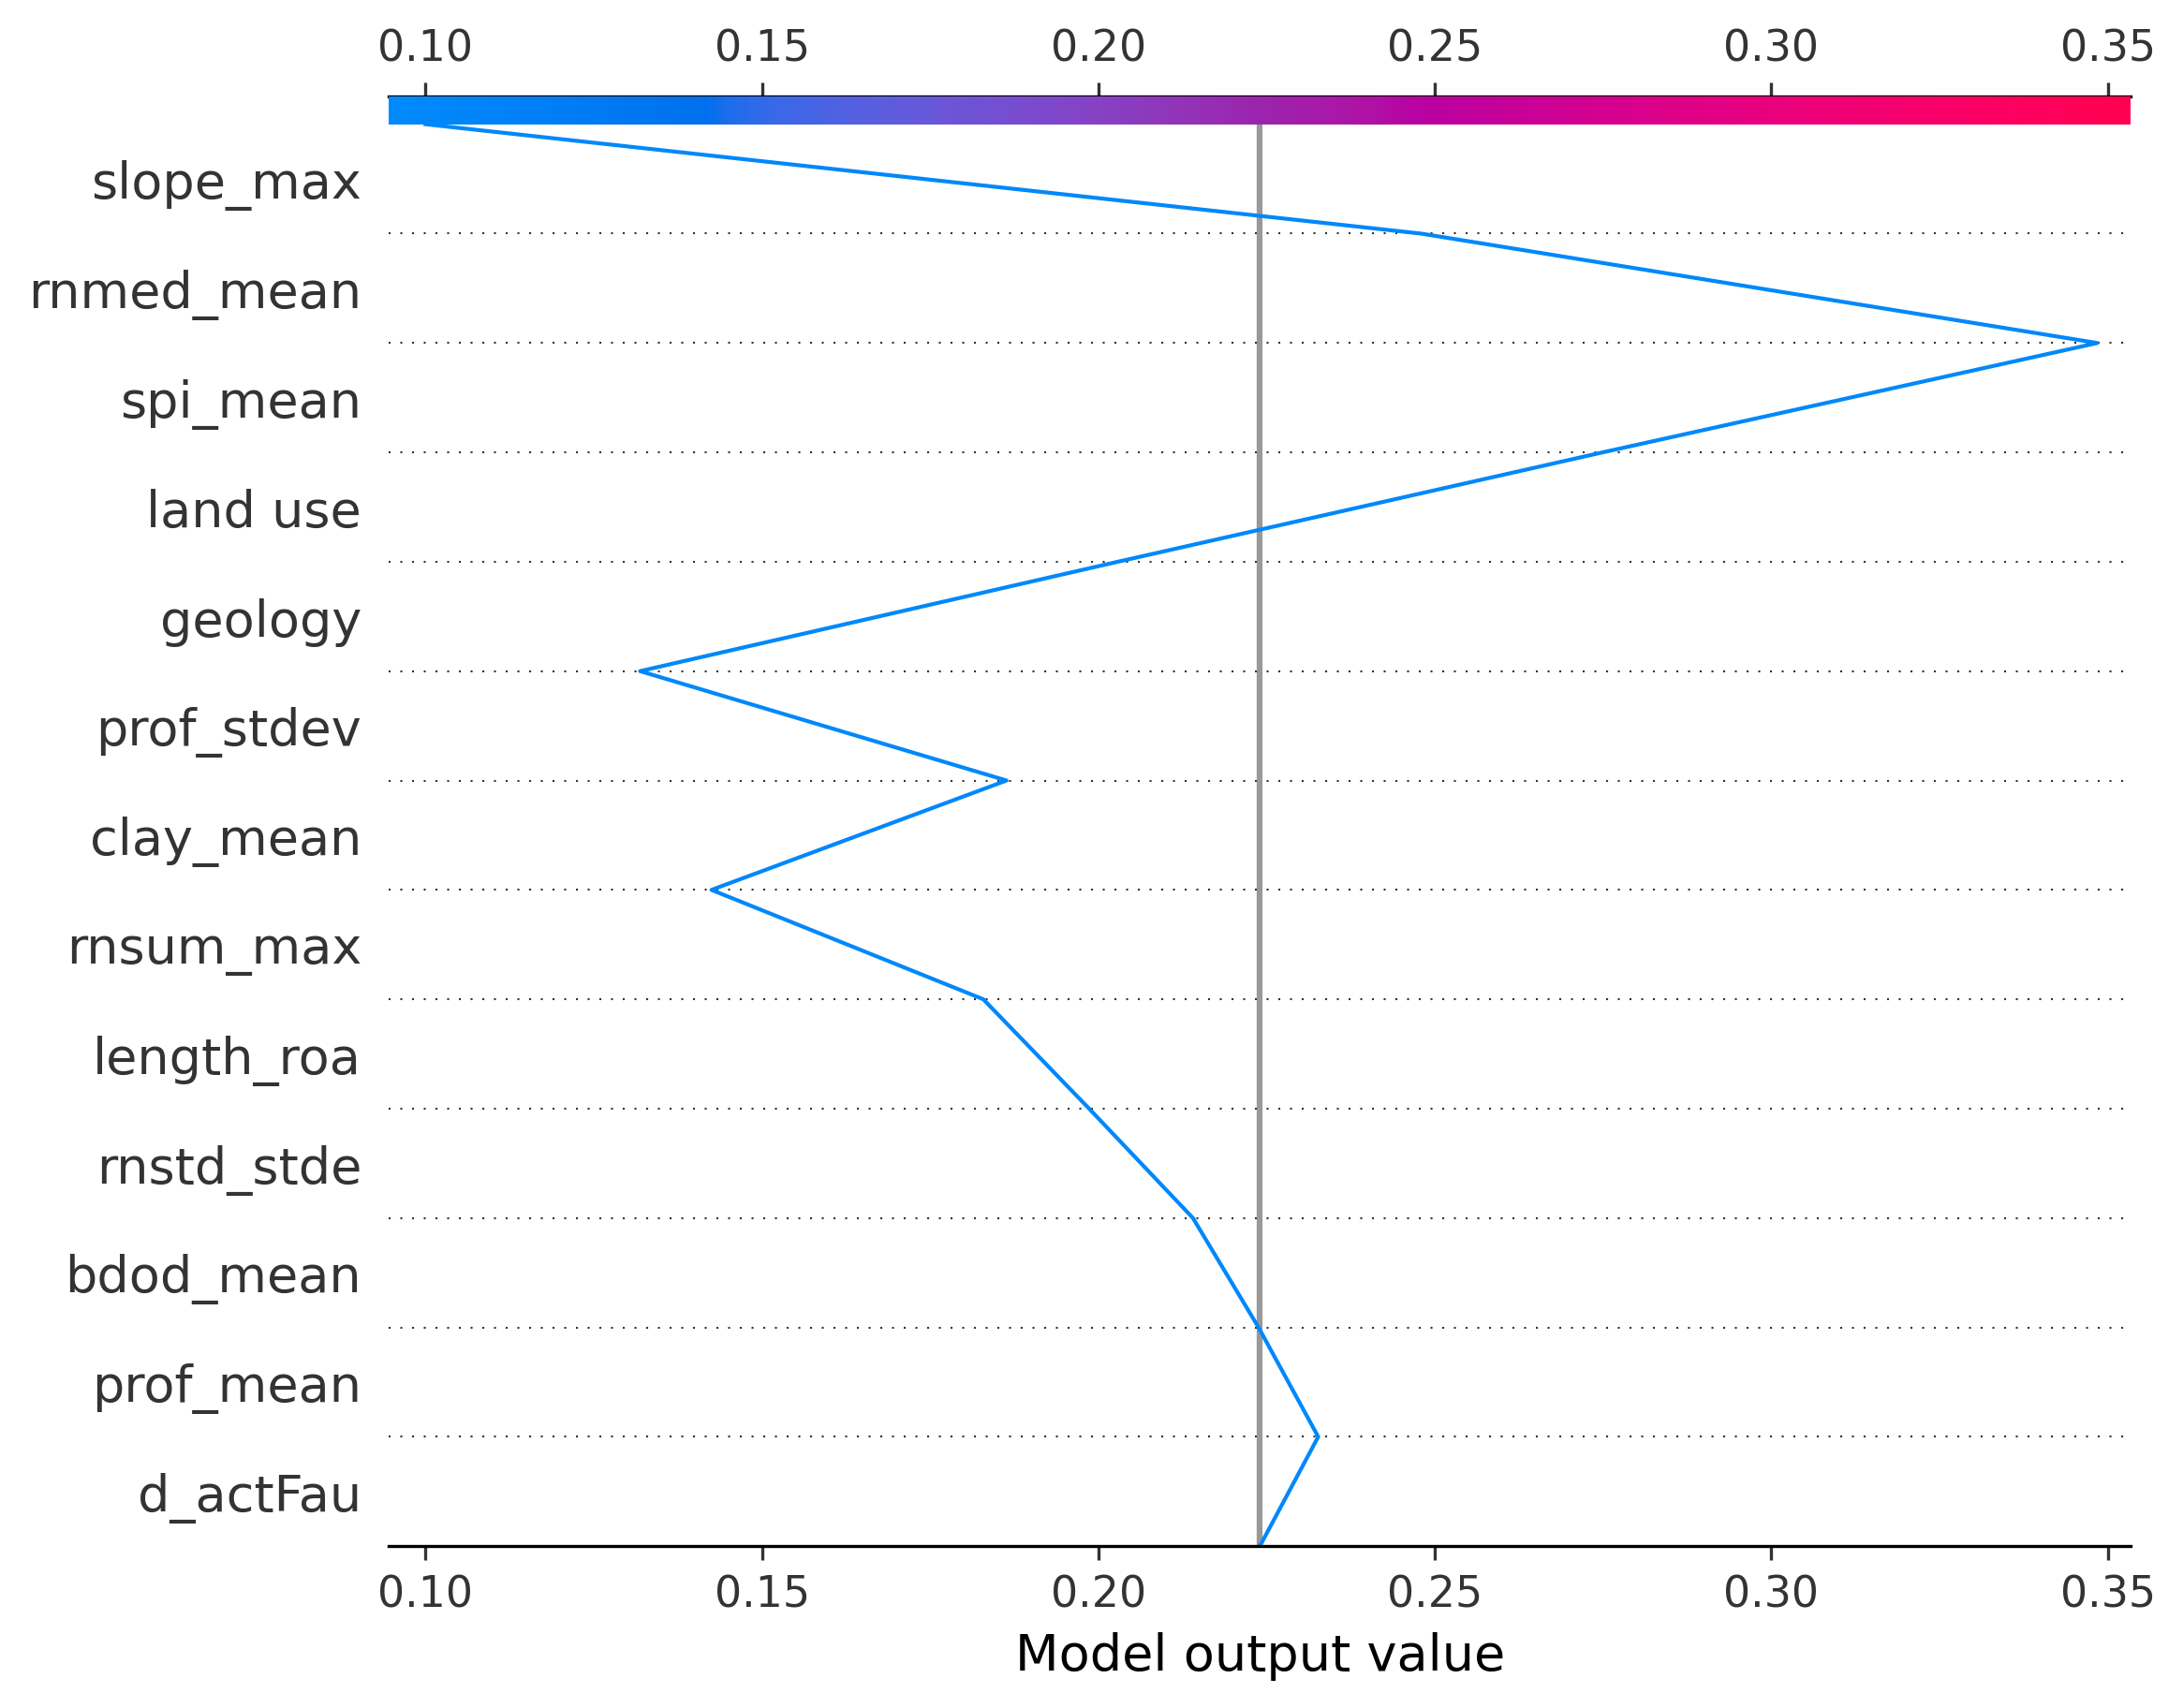 0.10 0.15 0.20 0.25 0.30 0.35
slope_max
rnmed_mean
spi_mean
land use
geology
prof_stdev
clay_mean
rnsum_max
length_roa
rnstd_stde
bdod_mean
prof_mean
d_actFau
0.10 0.15 0.20 0.25 0.30 0.35
Model output value